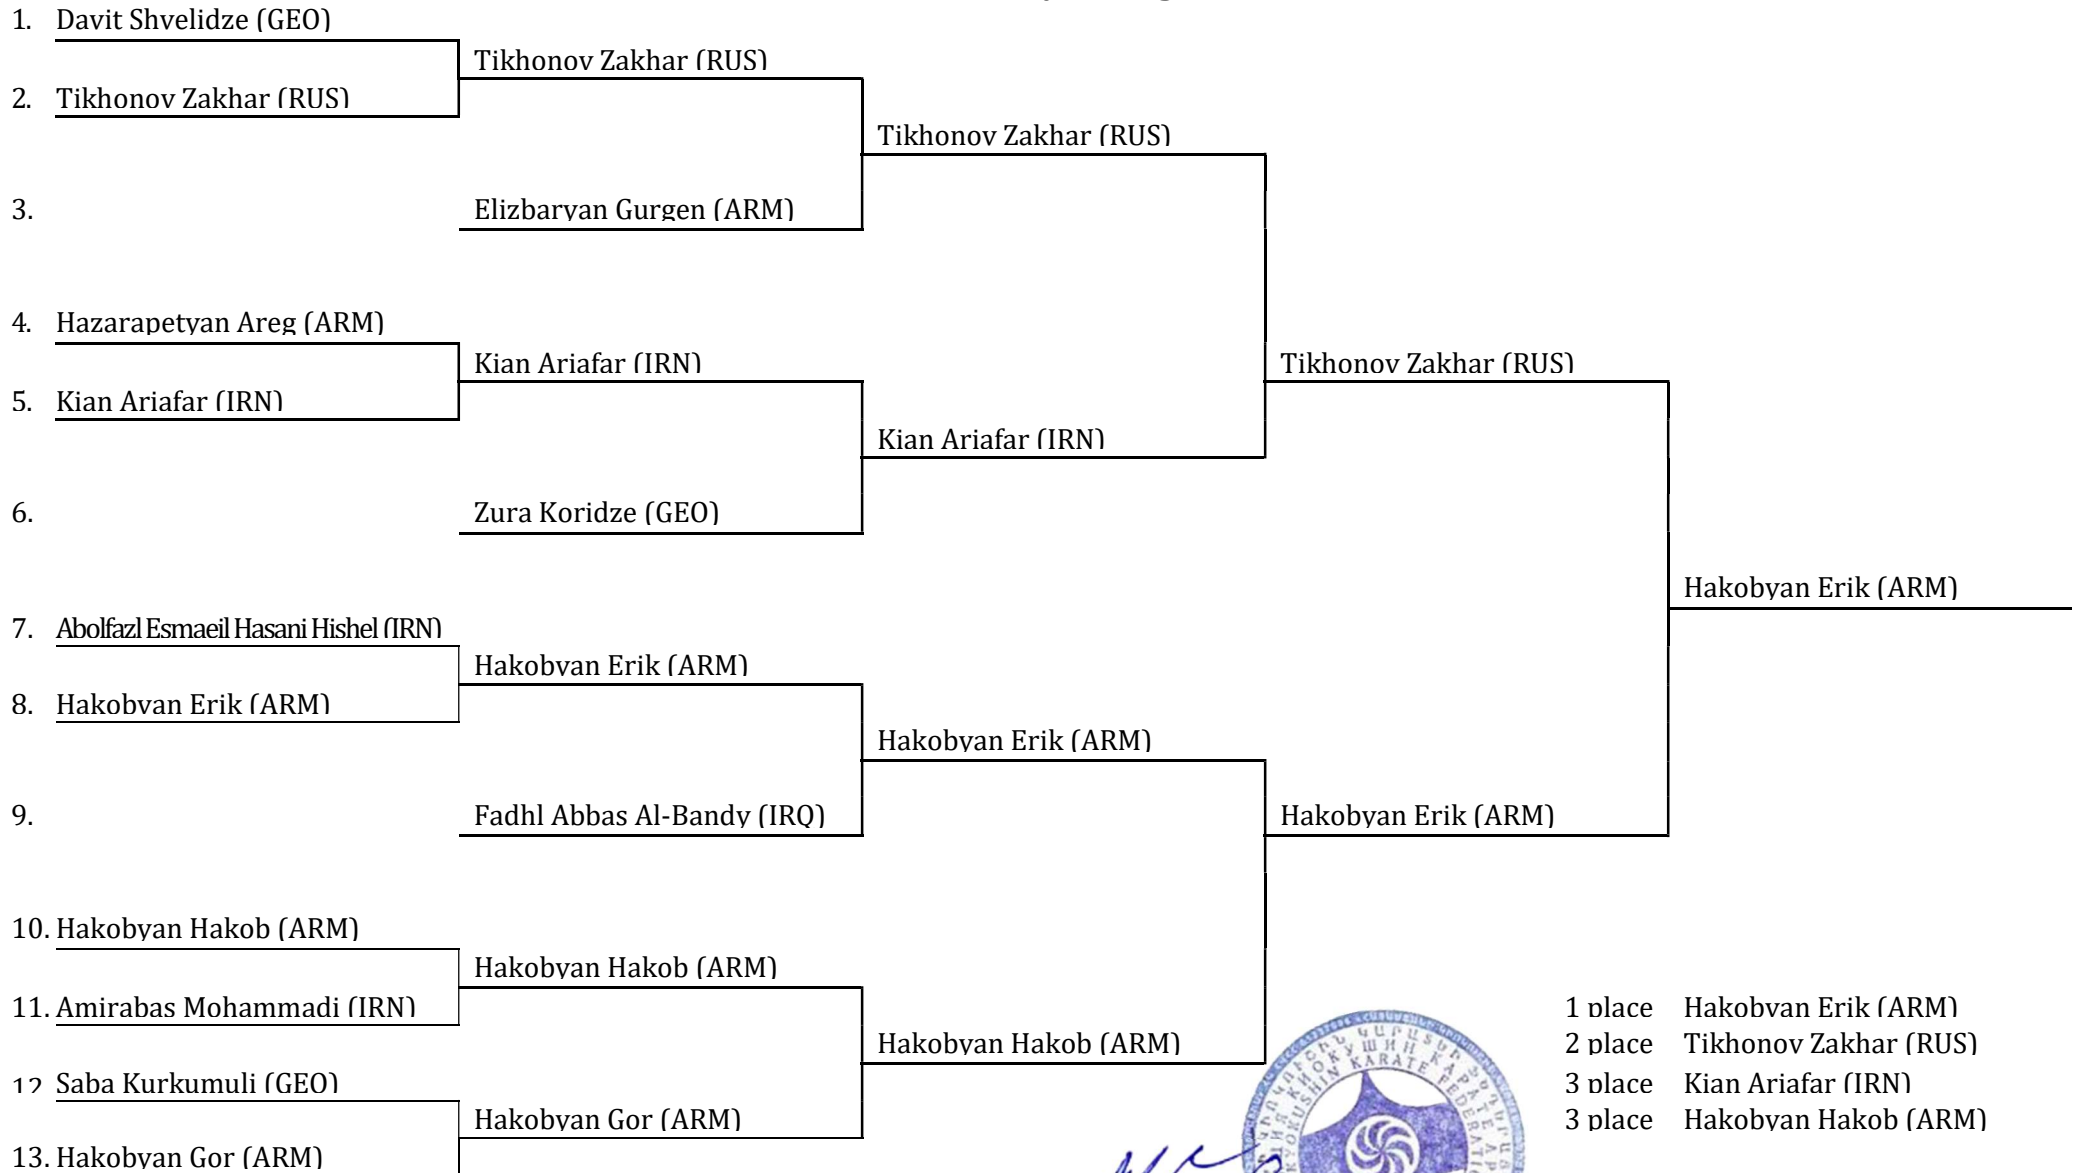 1. Davit Shvelidze (GEO)
Tikhonov Zakhar (RUS)
2. Tikhonov Zakhar (RUS)
Tikhonov Zakhar (RUS)
3. Elizbaryan Gurgen (ARM)
4. Hazarapetyan Areg (ARM)
Kian Ariafar (IRN) Tikhonov Zakhar (RUS)
5. Kian Ariafar (IRN)
Kian Ariafar (IRN)
6. Zura Koridze (GEO)
Hakobyan Erik (ARM)
7. Abolfazl Esmaeil Hasani Hishel (IRN)
Hakobyan Erik (ARM)
8. Hakobyan Erik (ARM)
Hakobyan Erik (ARM)
9. Fadhl Abbas Al-Bandy (IRQ) Hakobyan Erik (ARM)
10. Hakobyan Hakob (ARM)
Hakobyan Hakob (ARM)
11. Amirabas Mohammadi (IRN) 1 place Hakobyan Erik (ARM)
Hakobyan Hakob (ARM) 2 place Tikhonov Zakhar (RUS)
12 Saba Kurkumuli (GEO) 3 place Kian Ariafar (IRN)
Hakobyan Gor (ARM) 3 place Hakobyan Hakob (ARM)
13. Hakobyan Gor (ARM)
KARATE